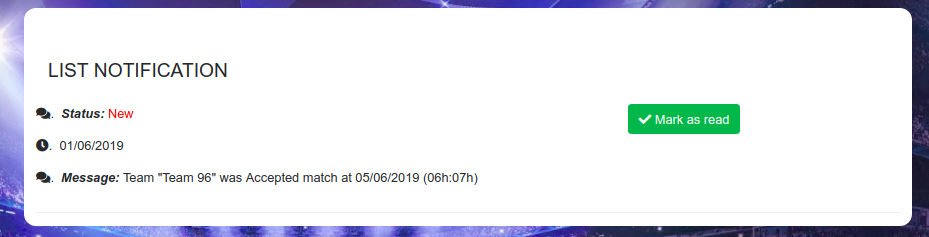 LIST NOTIFICATION
. Status: New
Mark as read
. 01/06/2019
. Message: Team "Team 96" was Accepted match at 05/06/2019 (06h:07h)